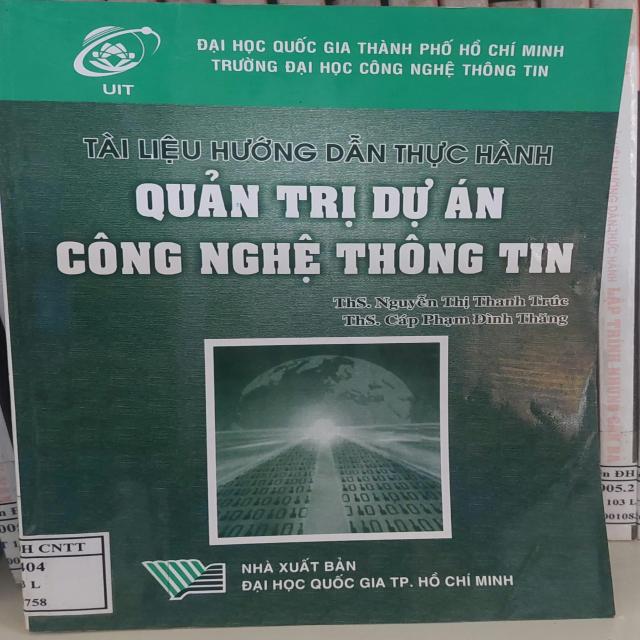 ĐẠI HỌC QUỐC GIA THÀNH PHỐ HỒ CHÍ MINH
TRƯỜNG ĐẠI HỌC CÔNG NGHỆ THÔNG TIN
UIT
TÀI LIỆU HƯỚNG DẪN THỰC HÀNH
QUẢN TRỊ DỰ ÁN
CÔNG NGHỆ THÔNG TIN
ThS. Nguyễn Thị Thanh Trúc
ThS. Cáp Phạm Đình Thăng
NHÀ XUẤT BẢN
ĐẠI HỌC QUỐC GIA TP. HỒ CHÍ MINH
H CNTT
404
L
758
LẬP TRÌNH
ĐH
005.2
103 L